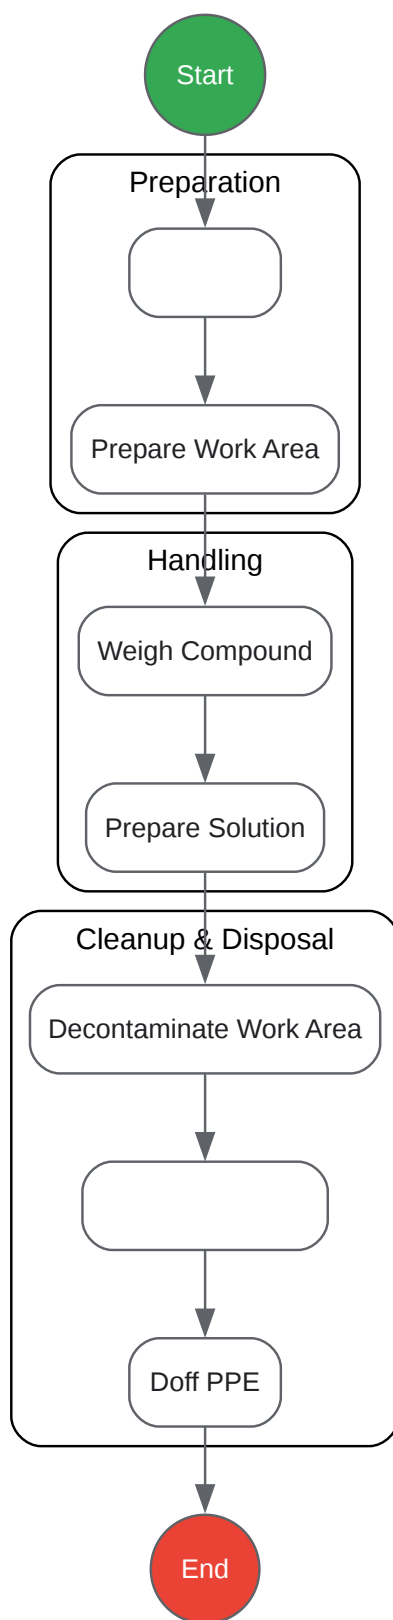 Start
Preparation
Prepare Work Area
Handling
Weigh Compound
Prepare Solution
Cleanup & Disposal
Decontaminate Work Area
Doff PPE
End